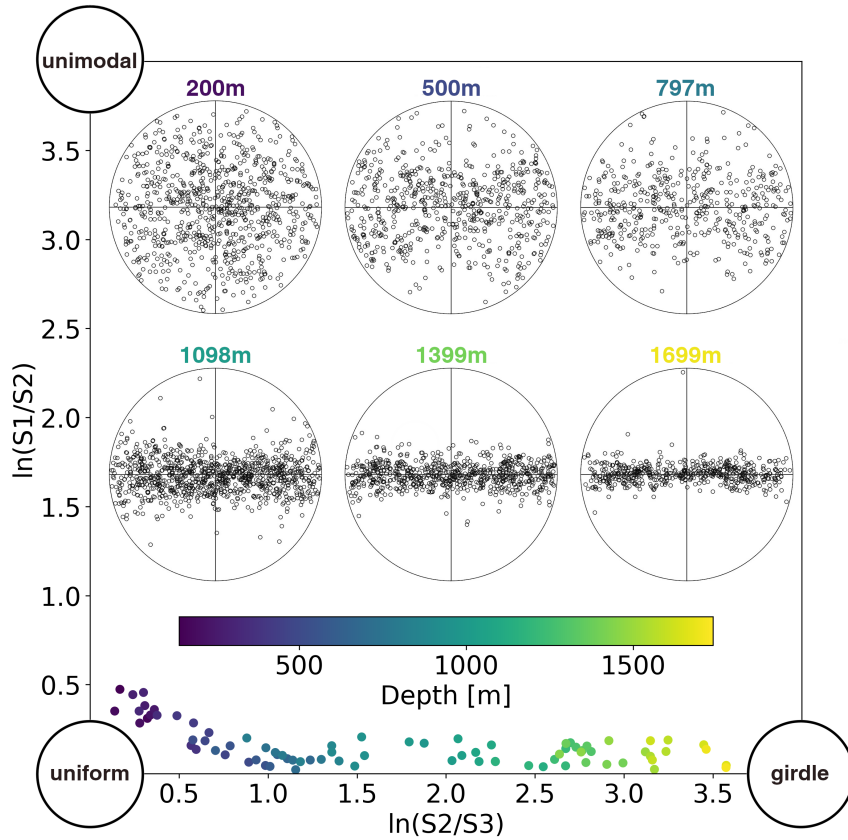 unimodal
200m 500m 797m
3.5
3.0
2.5
1098m 1399m 1699m
ln(S1/S2)
2.0
1.5
1.0
500 1000 1500
Depth [m]
0.5
uniform
girdle
0.5 1.0 1.5 2.0 2.5 3.0 3.5
ln(S2/S3)